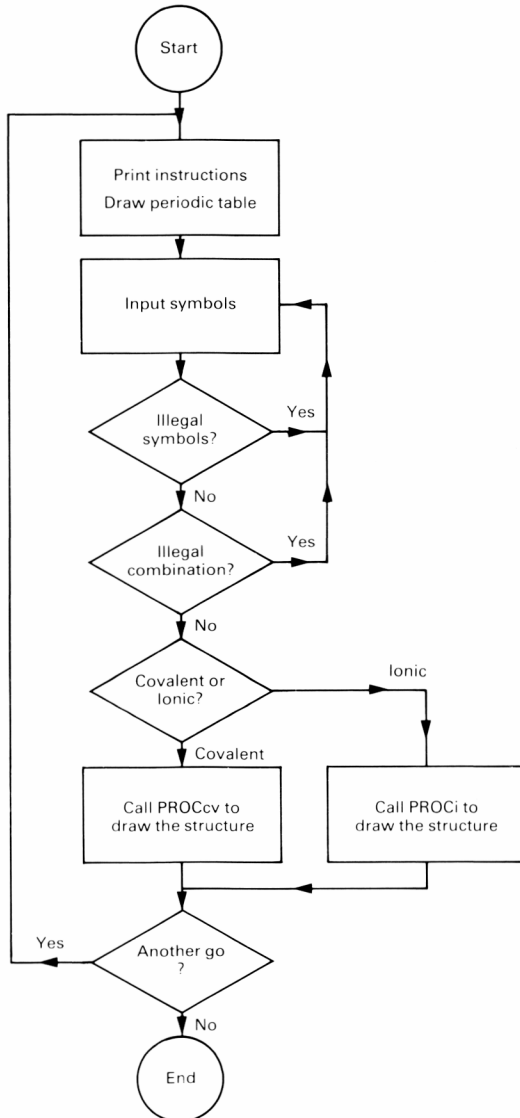 Start
Print instructions
Draw periodic table
Input symbols
Illegal
symbols?
Yes
No
Illegal
combination?
Yes
No
Covalent or
Ionic?
Ionic
Covalent
Call PROCcv to
draw the structure
Call PROCi to
draw the structure
Another go
?
Yes
No
End